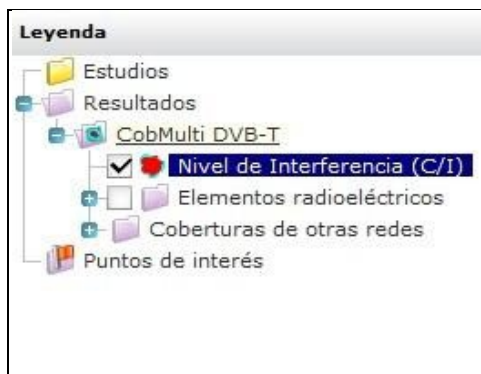 Leyenda
Estudios
Resultados
CobMulti DVB-T
Nivel de Interferencia (C/I)
Elementos radioeléctricos
Coberturas de otras redes
Puntos de interés